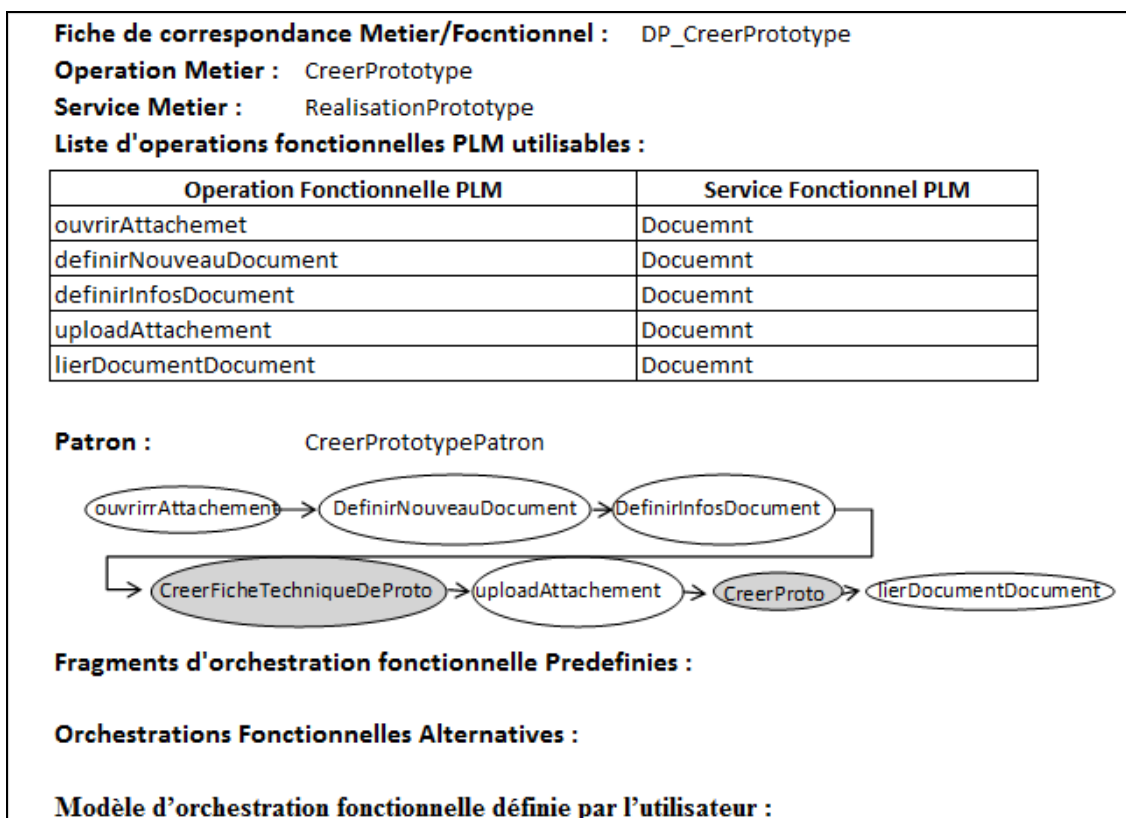 Fiche de correspondance Metier/Focntionnel : DP_CreerPrototype
Operation Metier : CreerPrototype
Service Metier : RealisationPrototype
Liste d'operations fonctionnelles PLM utilisables :
Operation Fonctionnelle PLM Service Fonctionnel PLM
ouvrirAttachemet Docuemnt
definirNouveauDocument Docuemnt
definirInfosDocument Docuemnt
uploadAttachement Docuemnt
lierDocumentDocument Docuemnt
Patron : CreerPrototypePatron
ouvrirrAttachement DefinirNouveauDocument DefinirInfosDocument
CreerFicheTechniqueDeProto uploadAttachement CreerProto lierDocumentDocument
Fragments d'orchestration fonctionnelle Predefinies :
Orchestrations Fonctionnelles Alternatives :
Modèle d’orchestration fonctionnelle définie par l’utilisateur :